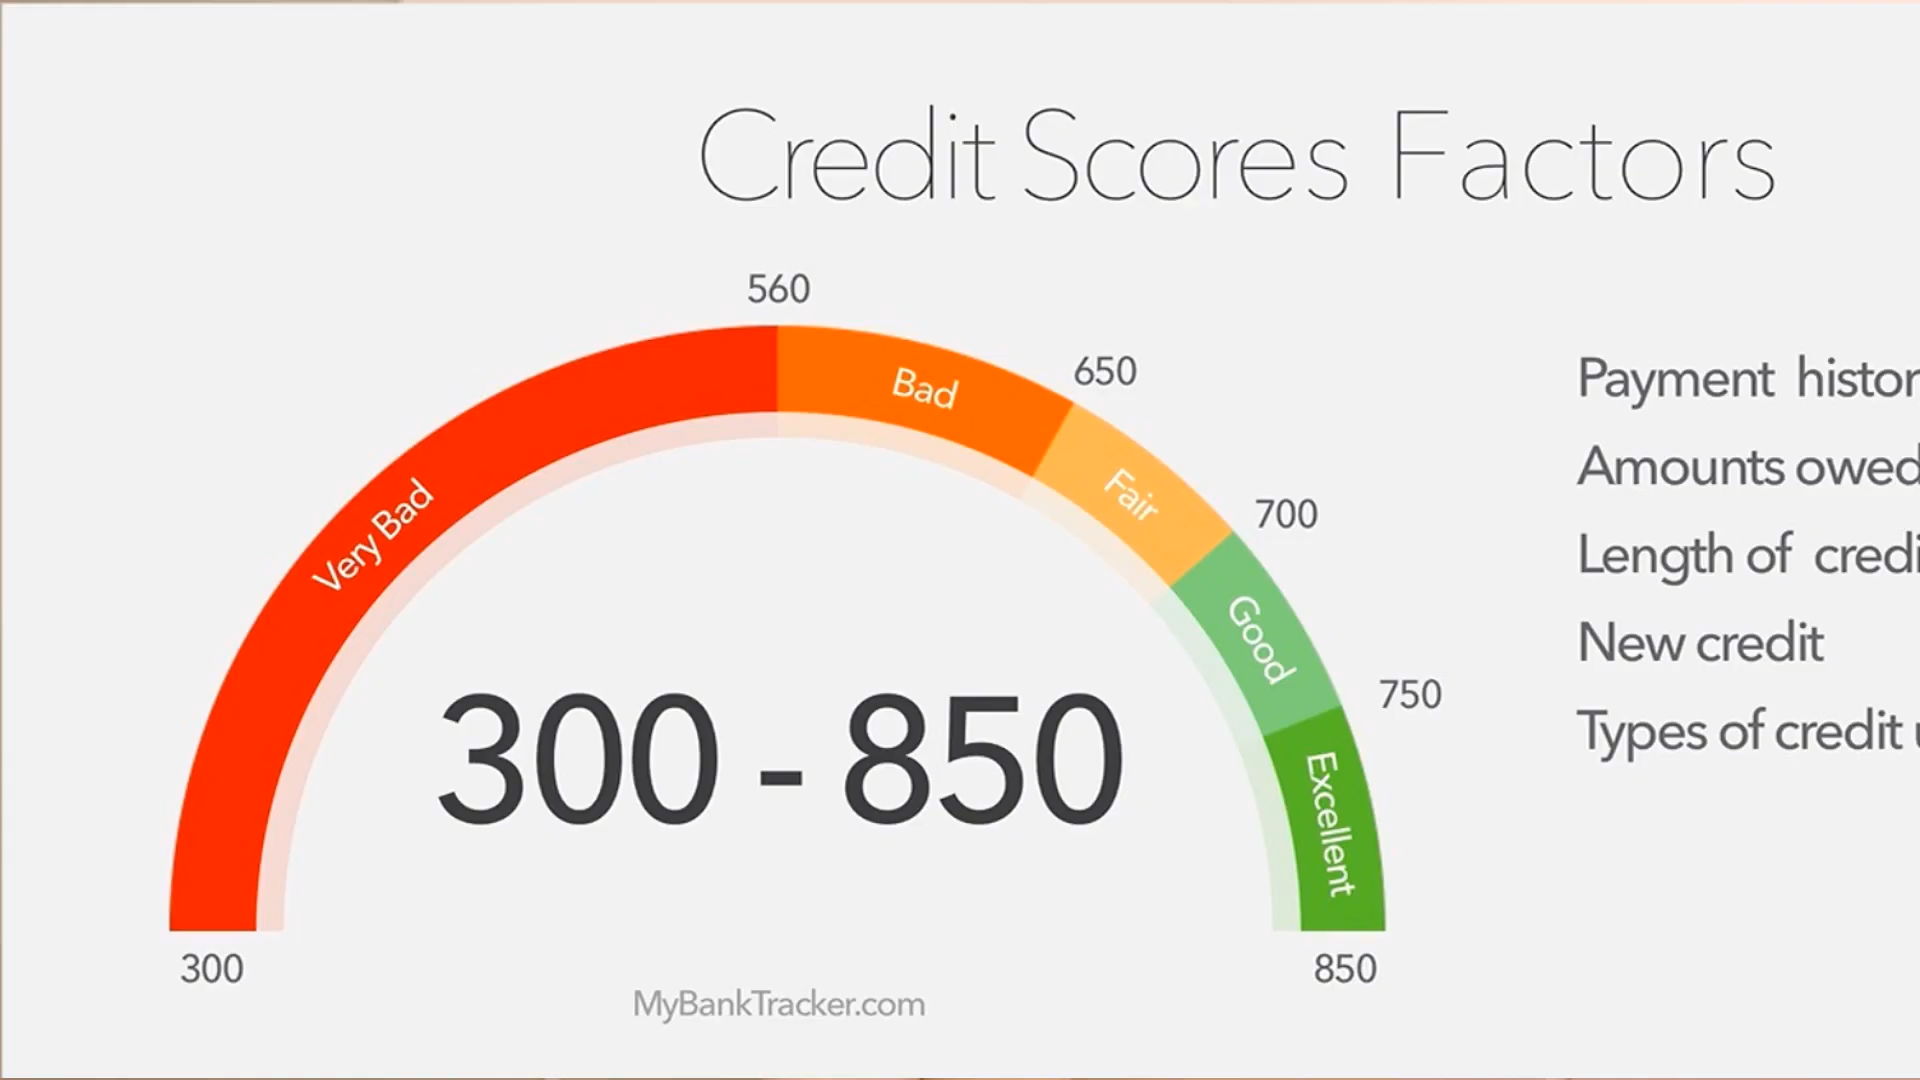 Credit Scores Factors
560
650
700
750
Very Bad
Bad
Fair
Good
Excellent
300 - 850
300
850
MyBankTracker.com
Payment histor
Amounts owed
Length of credi
New credit
Types of credit